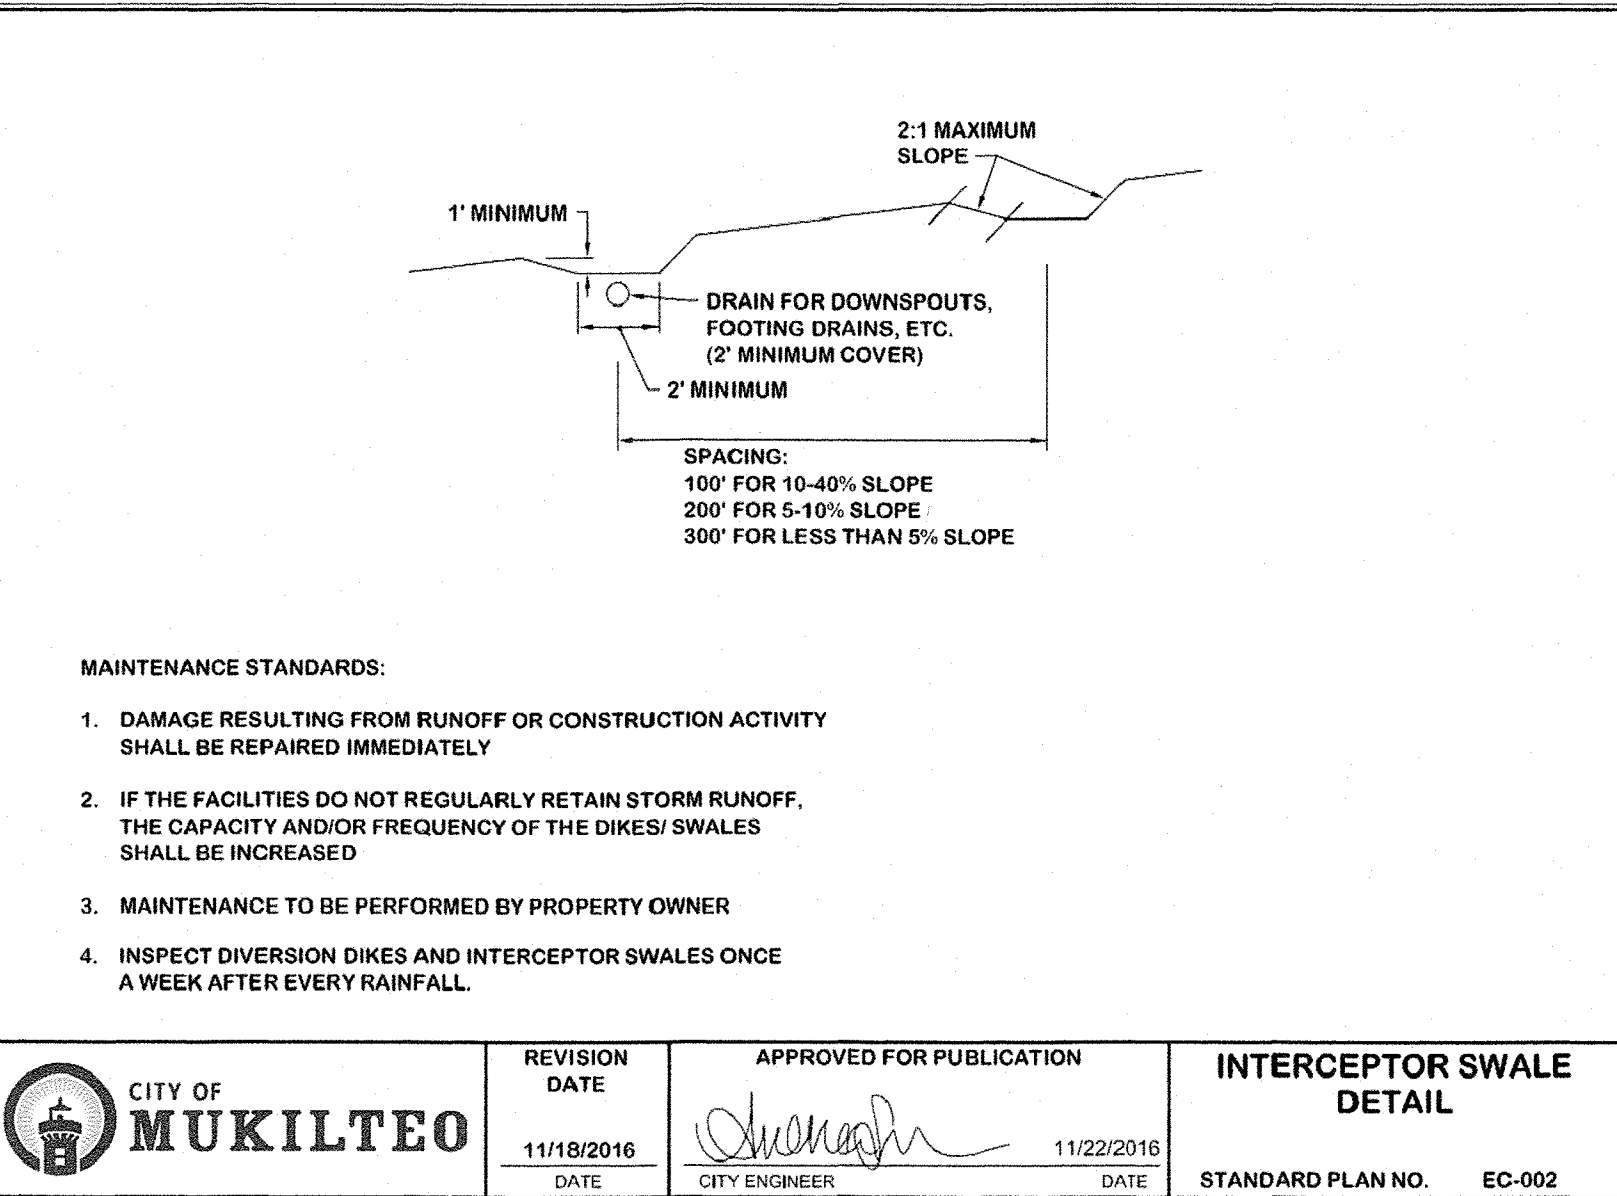 2:1 MAXIMUM
SLOPE
1' MINIMUM
DRAIN FOR DOWNSPOUTS,
FOOTING DRAINS, ETC.
(2' MINIMUM COVER)
2' MINIMUM
SPACING:
100' FOR 10-40% SLOPE
200' FOR 5-10% SLOPE
300' FOR LESS THAN 5% SLOPE
MAINTENANCE STANDARDS:
1. DAMAGE RESULTING FROM RUNOFF OR CONSTRUCTION ACTIVITY
SHALL BE REPAIRED IMMEDIATELY
2. IF THE FACILITIES DO NOT REGULARLY RETAIN STORM RUNOFF,
THE CAPACITY AND/OR FREQUENCY OF THE DIKES/ SWALES
SHALL BE INCREASED
3. MAINTENANCE TO BE PERFORMED BY PROPERTY OWNER
4. INSPECT DIVERSION DIKES AND INTERCEPTOR SWALES ONCE
A WEEK AFTER EVERY RAINFALL.
CITY OF
MUKILTEO
REVISION
DATE
11/18/2016
DATE
APPROVED FOR PUBLICATION
11/22/2016
CITY ENGINEER DATE
INTERCEPTOR SWALE
DETAIL
STANDARD PLAN NO. EC-002